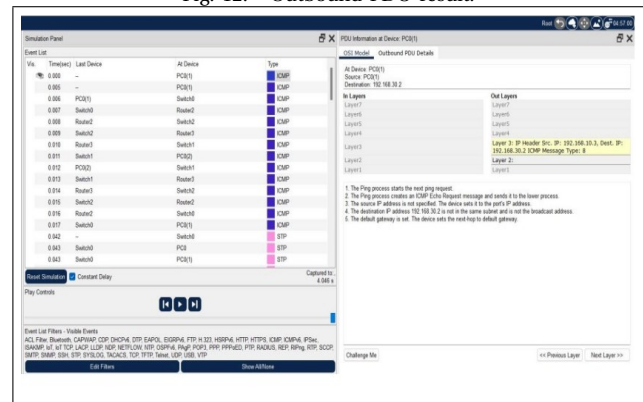 Fig. 12. Outbound PDU result.
Root 04:57:00
Simulation Panel
Event List
Vis. Time(sec) Last Device At Device Type
0.000 -- PC0(1) ICMP
0.005 -- PC0(1) ICMP
0.006 PC0(1) Switch0 ICMP
0.007 Switch0 Router2 ICMP
0.008 Router2 Switch2 ICMP
0.009 Switch2 Router3 ICMP
0.010 Router3 Switch1 ICMP
0.011 Switch1 PC0(2) ICMP
0.012 PC0(2) Switch1 ICMP
0.013 Switch1 Router3 ICMP
0.014 Router3 Switch2 ICMP
0.015 Switch2 Router2 ICMP
0.016 Router2 Switch0 ICMP
0.017 Switch0 PC0(1) ICMP
0.042 -- Switch0 STP
0.043 Switch0 PC0 STP
0.043 Switch0 PC0(1) STP
Reset Simulation Constant Delay Captured to:
4.046 s
Play Controls
Event List Filters - Visible Events
ACL Filter, Bluetooth, CAPWAP, CDP, DHCPv6, DTP, EAPOL, EIGRPv6, FTP, H.323, HSRPv6, HTTP, HTTPS, ICMP, ICMPv6, IPSec,
ISAKMP, IoT, IoT TCP, LACP, LLDP, NDP, NETFLOW, NTP, OSPFv6, PAgP, POP3, PPP, PPPoED, PTP, RADIUS, REP, RIPng, RTP, SCCP,
SMTP, SNMP, SSH, STP, SYSLOG, TACACS, TCP, TFTP, Telnet, UDP, USB, VTP
Edit Filters Show All/None
PDU Information at Device: PC0(1)
OSI Model Outbound PDU Details
At Device: PC0(1)
Source: PC0(1)
Destination: 192.168.30.2
In Layers Out Layers
Layer7 Layer7
Layer6 Layer6
Layer5 Layer5
Layer4 Layer4
Layer3 Layer 3: IP Header Src. IP: 192.168.10.3, Dest. IP:
192.168.30.2 ICMP Message Type: 8
Layer2 Layer 2:
Layer1 Layer1
1. The Ping process starts the next ping request.
2. The Ping process creates an ICMP Echo Request message and sends it to the lower process.
3. The source IP address is not specified. The device sets it to the port's IP address.
4. The destination IP address 192.168.30.2 is not in the same subnet and is not the broadcast address.
5. The default gateway is set. The device sets the next-hop to default gateway.
Challenge Me << Previous Layer Next Layer >>